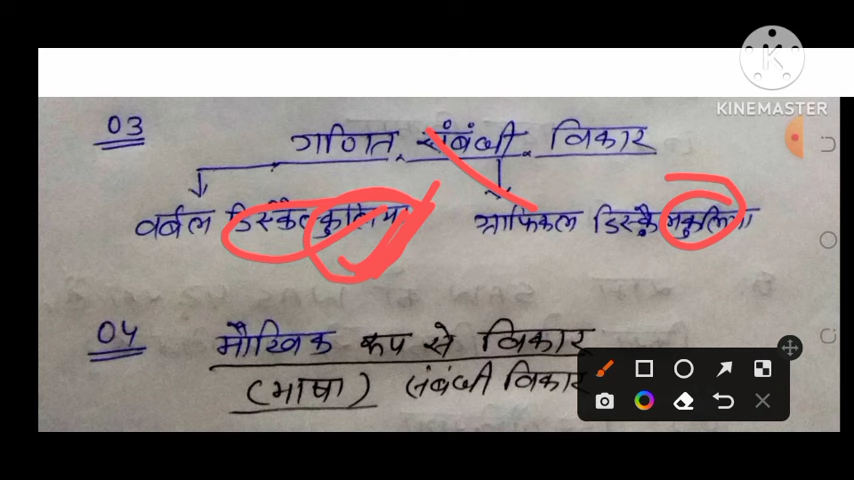 KINEMASTER
03
गणित संबंधी विकार
वर्बल डिस्कैलकुलिया
ग्राफिकल डिस्कैलकुलिया
04
मौखिक रूप से विकार
(भाषा) संबंधी विकार